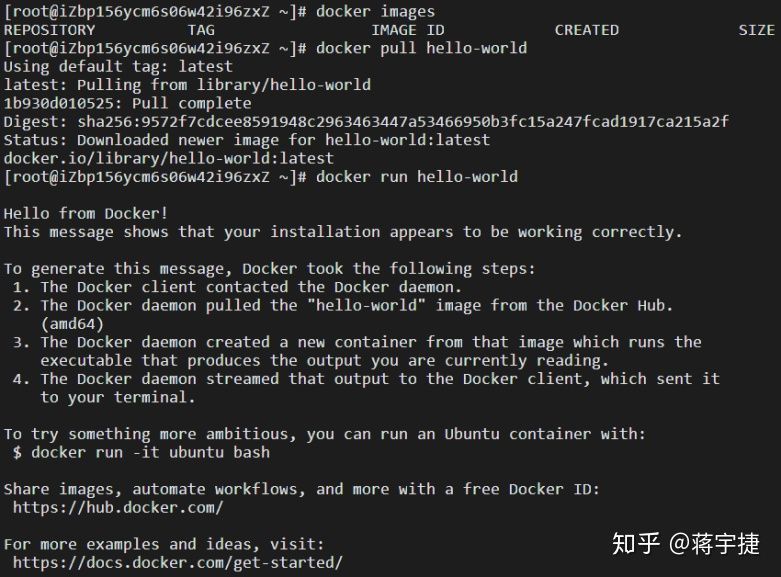 [root@iZbp156ycm6s06w42i96zxZ ~]# docker images
REPOSITORY          TAG                 IMAGE ID            CREATED             SIZE
[root@iZbp156ycm6s06w42i96zxZ ~]# docker pull hello-world
Using default tag: latest
latest: Pulling from library/hello-world
1b930d010525: Pull complete
Digest: sha256:9572f7cdcee8591948c2963463447a53466950b3fc15a247fcad1917ca215a2f
Status: Downloaded newer image for hello-world:latest
docker.io/library/hello-world:latest
[root@iZbp156ycm6s06w42i96zxZ ~]# docker run hello-world
Hello from Docker!
This message shows that your installation appears to be working correctly.
To generate this message, Docker took the following steps:
 1. The Docker client contacted the Docker daemon.
 2. The Docker daemon pulled the "hello-world" image from the Docker Hub.
    (amd64)
 3. The Docker daemon created a new container from that image which runs the
    executable that produces the output you are currently reading.
 4. The Docker daemon streamed that output to the Docker client, which sent it
    to your terminal.
To try something more ambitious, you can run an Ubuntu container with:
 $ docker run -it ubuntu bash
Share images, automate workflows, and more with a free Docker ID:
 https://hub.docker.com/
For more examples and ideas, visit:
 https://docs.docker.com/get-started/
知乎 @蒋宇捷